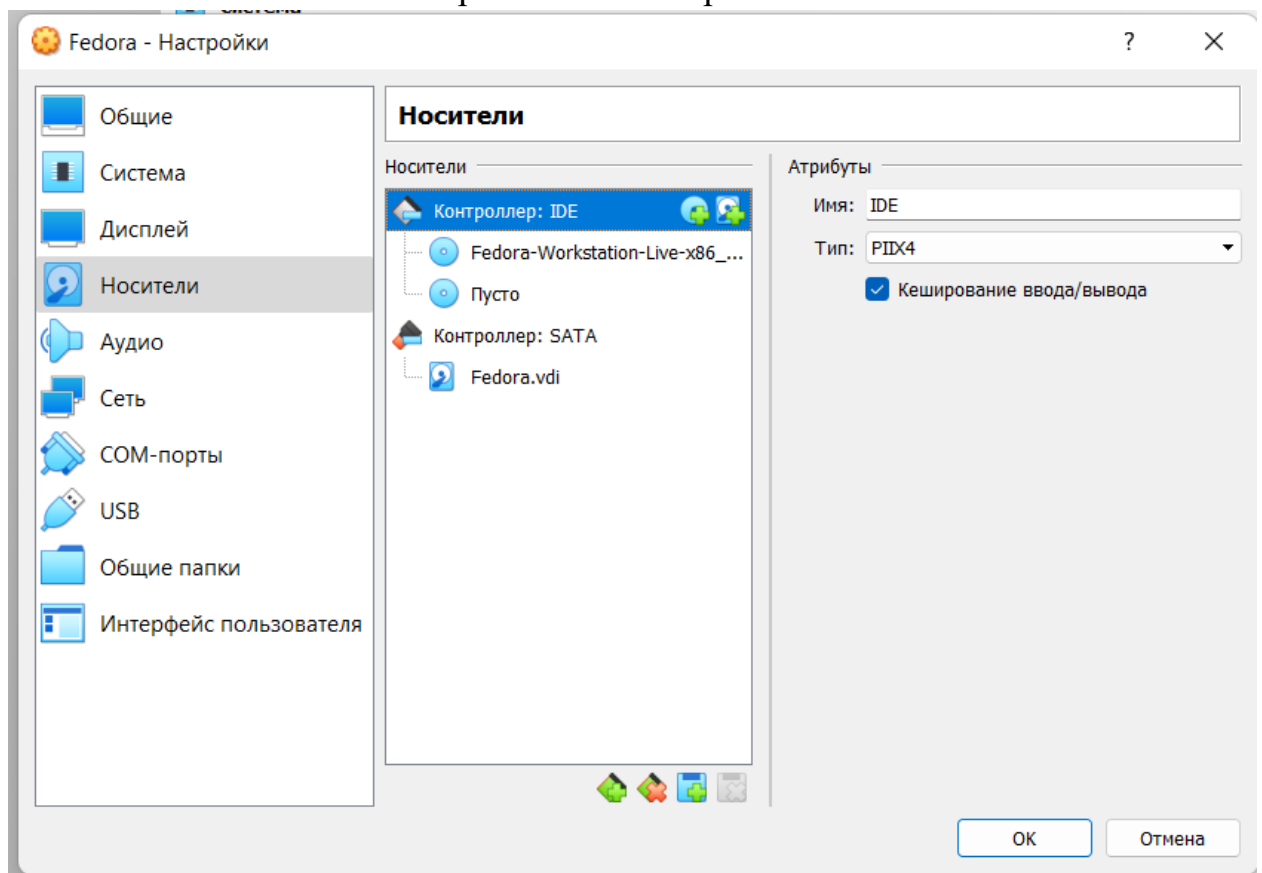 Fedora - Настройки
?
Общие
Система
Дисплей
Носители
Аудио
Сеть
COM-порты
USB
Общие папки
Интерфейс пользователя
Носители
Носители
Контроллер: IDE
Fedora-Workstation-Live-x86_...
Пусто
Контроллер: SATA
Fedora.vdi
Атрибуты
Имя: IDE
Тип: PIIX4
Кеширование ввода/вывода
OK
Отмена